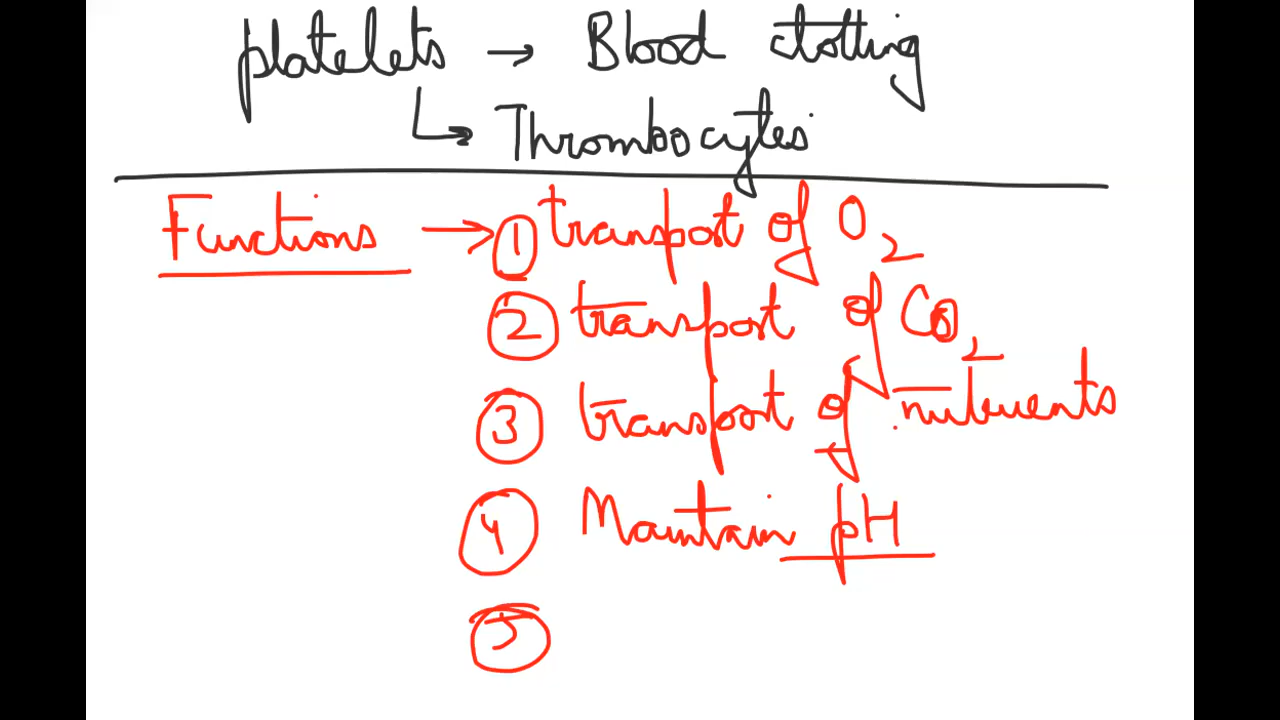 platelets → Blood clotting
↳ Thrombocytes
Functions → ① transport of O₂
② transport of CO₂
③ transport of nutrients
④ Maintain pH
⑤